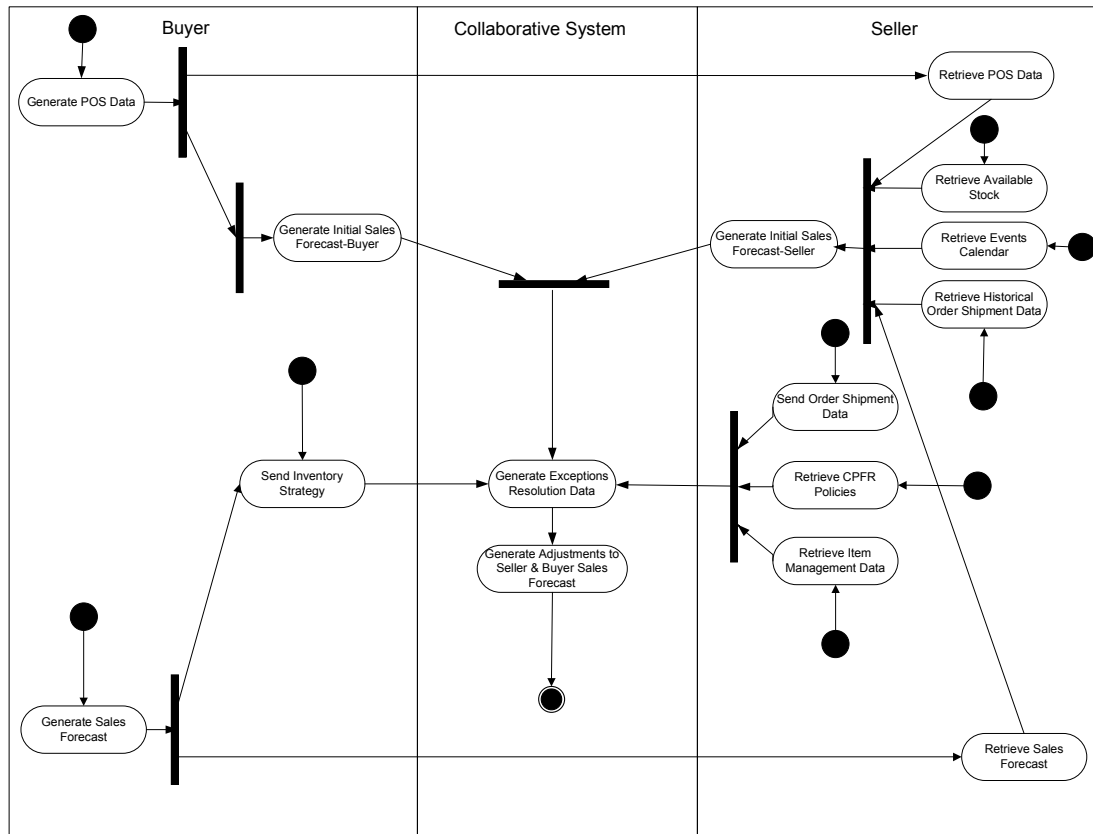 Buyer
Collaborative System
Seller
Generate POS Data
Retrieve POS Data
Retrieve Available
Stock
Generate Initial Sales
Forecast-Buyer
Generate Initial Sales
Forecast-Seller
Retrieve Events
Calendar
Retrieve Historical
Order Shipment Data
Send Order Shipment
Data
Send Inventory
Strategy
Generate Exceptions
Resolution Data
Retrieve CPFR
Policies
Generate Adjustments to
Seller & Buyer Sales
Forecast
Retrieve Item
Management Data
Generate Sales
Forecast
Retrieve Sales
Forecast